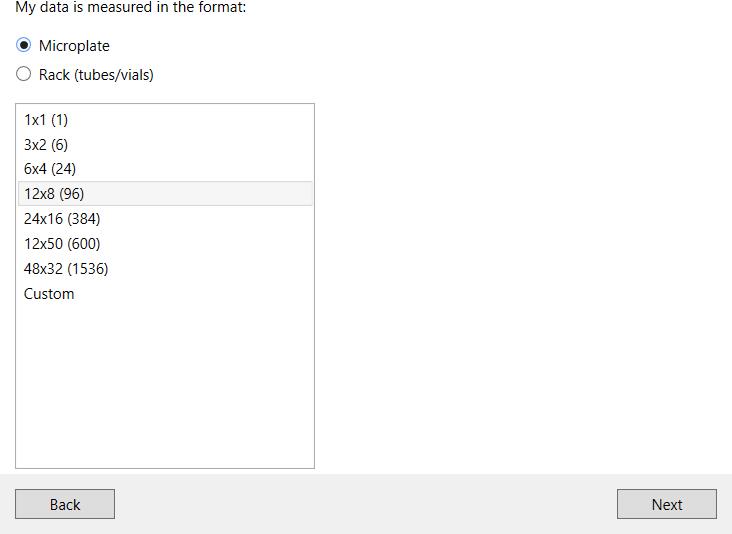 My data is measured in the format:
Microplate
Rack (tubes/vials)
1x1 (1)
3x2 (6)
6x4 (24)
12x8 (96)
24x16 (384)
12x50 (600)
48x32 (1536)
Custom
Back
Next